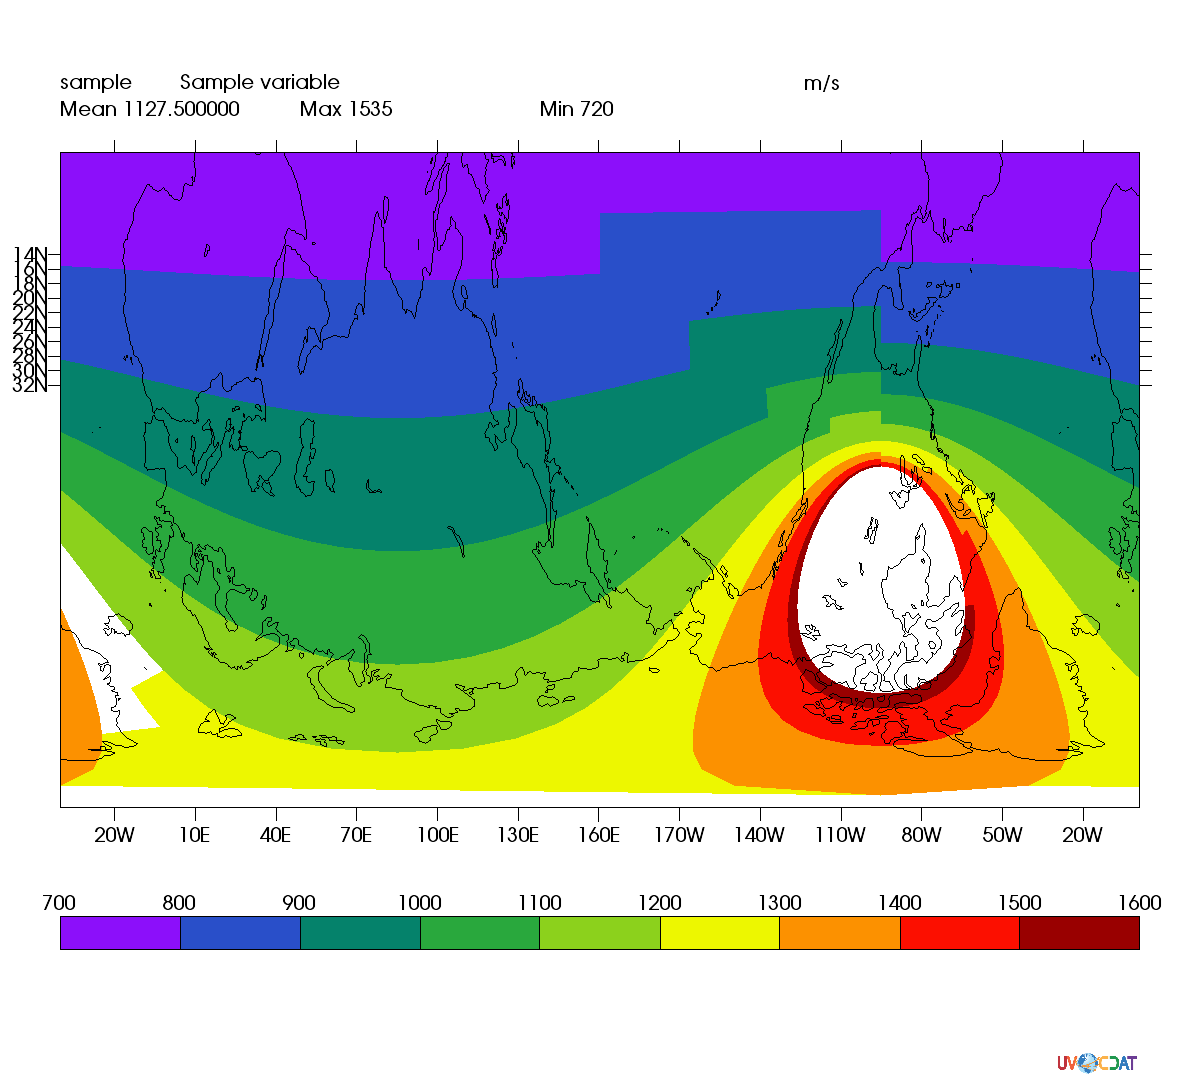 sample Sample variable m/s
Mean 1127.500000 Max 1535 Min 720
14N
16N
18N
20N
22N
24N
26N
28N
30N
32N
20W 10E 40E 70E 100E 130E 160E 170W 140W 110W 80W 50W 20W
700 800 900 1000 1100 1200 1300 1400 1500 1600
UV CDAT